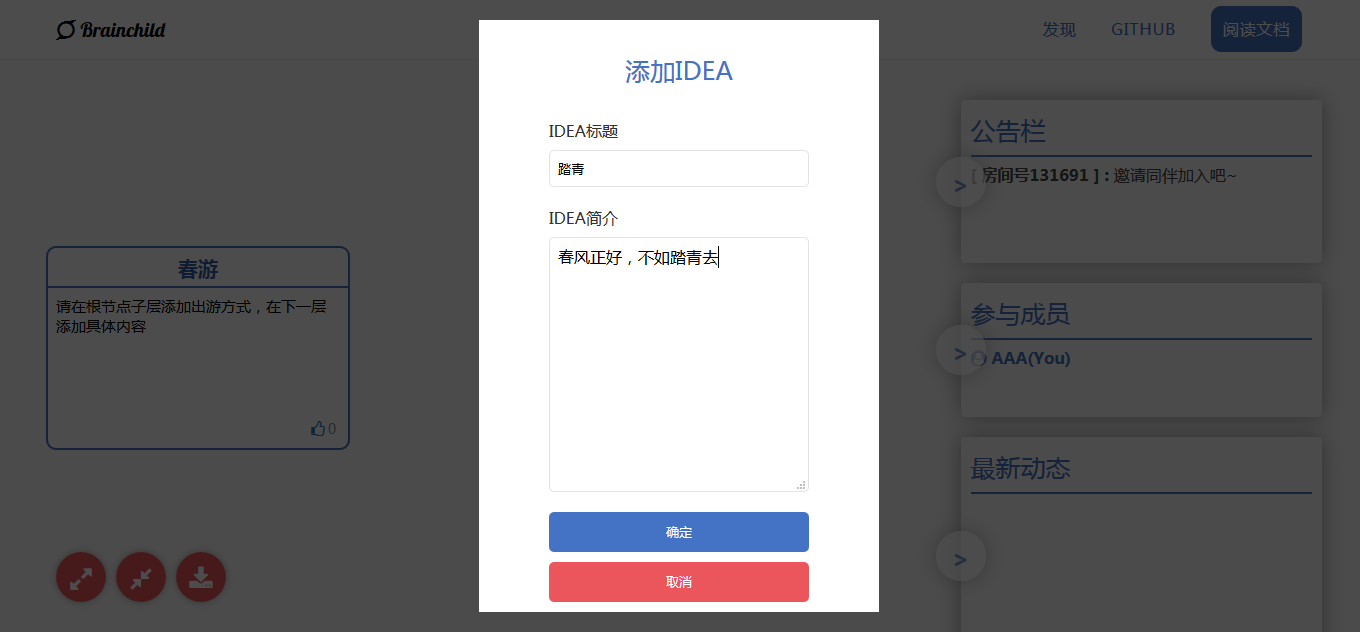 Brainchild
发现
GITHUB
阅读文档
添加IDEA
IDEA标题
踏青
IDEA简介
春风正好，不如踏青去
确定
取消
春游
请在根节点子层添加出游方式，在下一层
添加具体内容
0
公告栏
>
[ 房间号131691 ] : 邀请同伴加入吧~
参与成员
>
AAA(You)
最新动态
>